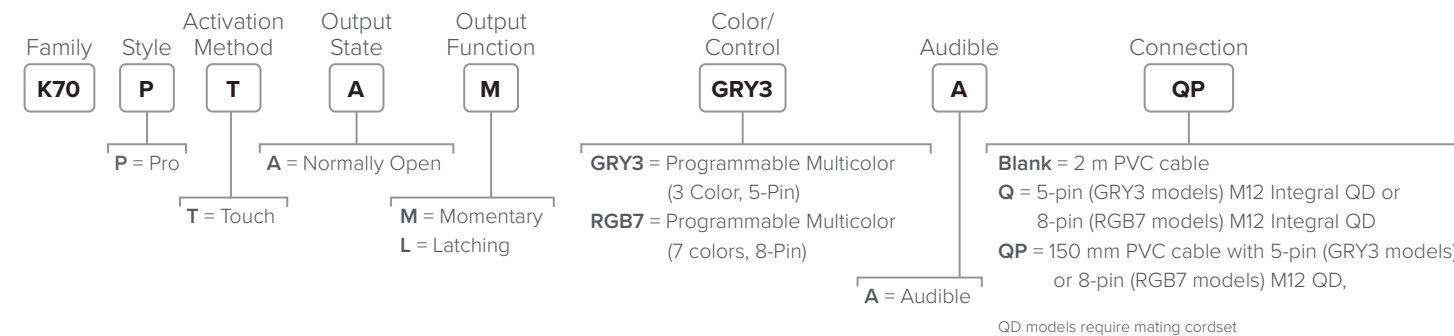 Family
Style
Activation
Method
Output
State
Output
Function
Color/
Control
Audible
Connection
K70
P
T
A
M
GRY3
A
QP
P = Pro
T = Touch
A = Normally Open
M = Momentary
L = Latching
GRY3 = Programmable Multicolor
(3 Color, 5-Pin)
RGB7 = Programmable Multicolor
(7 colors, 8-Pin)
A = Audible
Blank = 2 m PVC cable
Q = 5-pin (GRY3 models) M12 Integral QD or
8-pin (RGB7 models) M12 Integral QD
QP = 150 mm PVC cable with 5-pin (GRY3 models)
or 8-pin (RGB7 models) M12 QD,
QD models require mating cordset